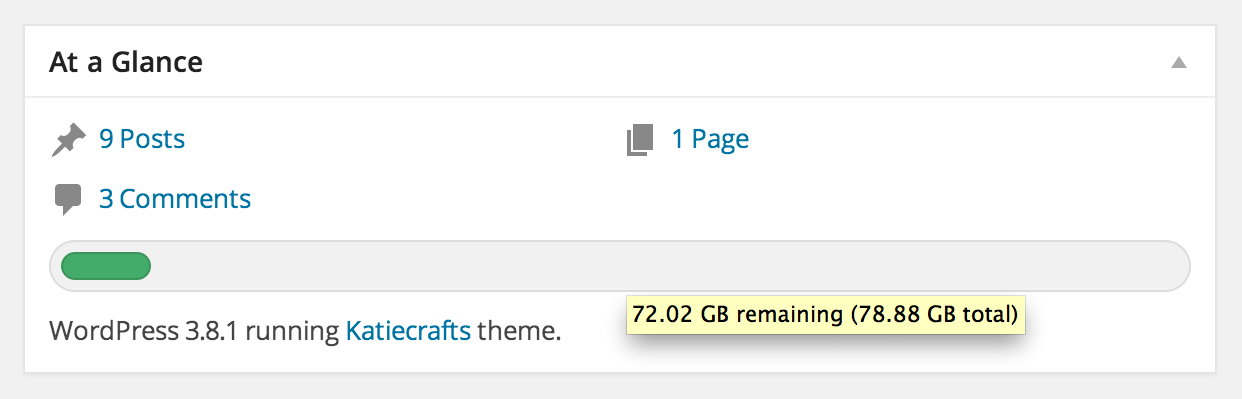 At a Glance
9 Posts
1 Page
3 Comments
72.02 GB remaining (78.88 GB total)
WordPress 3.8.1 running Katiecrafts theme.